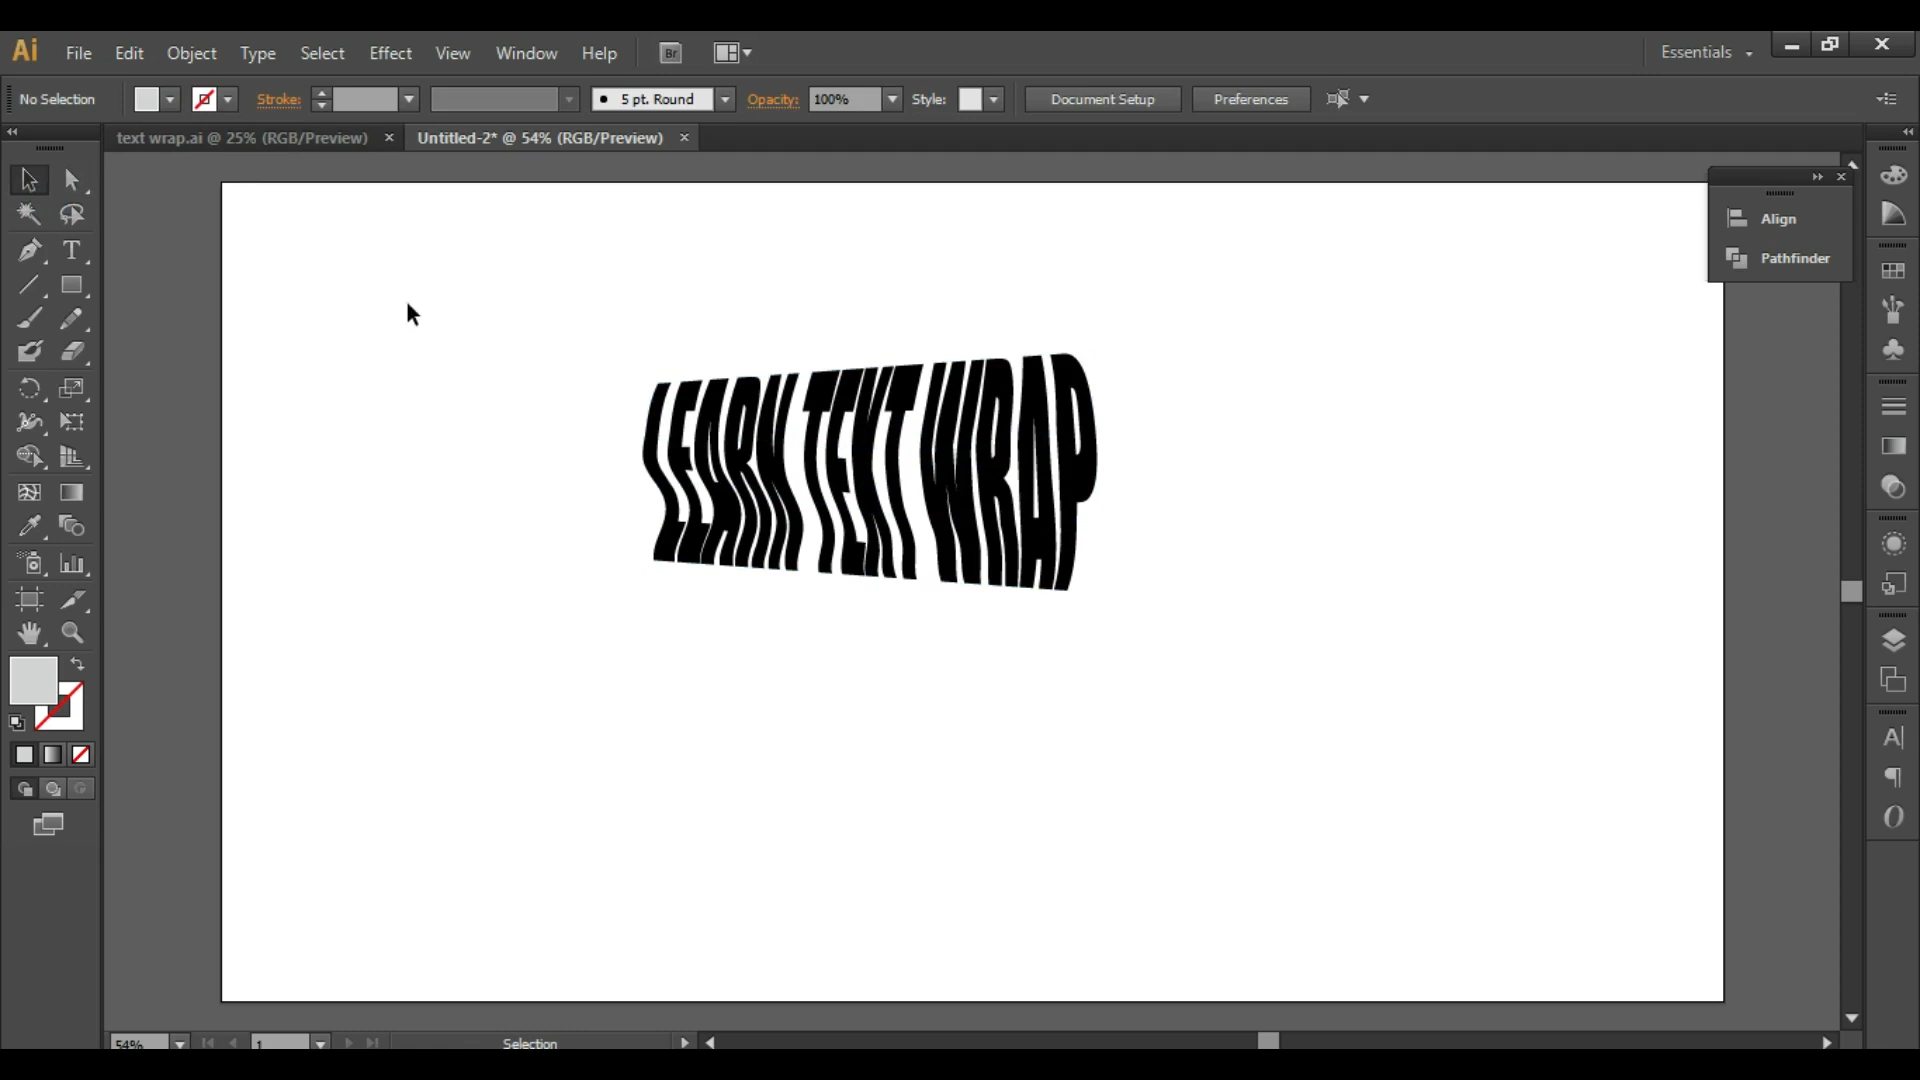 Ai File Edit Object Type Select Effect View Window Help Br Essentials
No Selection Stroke: 5 pt. Round Opacity: 100% Style: Document Setup Preferences
text wrap.ai @ 25% (RGB/Preview) Untitled-2* @ 54% (RGB/Preview)
Align
Pathfinder
LEARN TEXT WRAP
54% 1 Selection